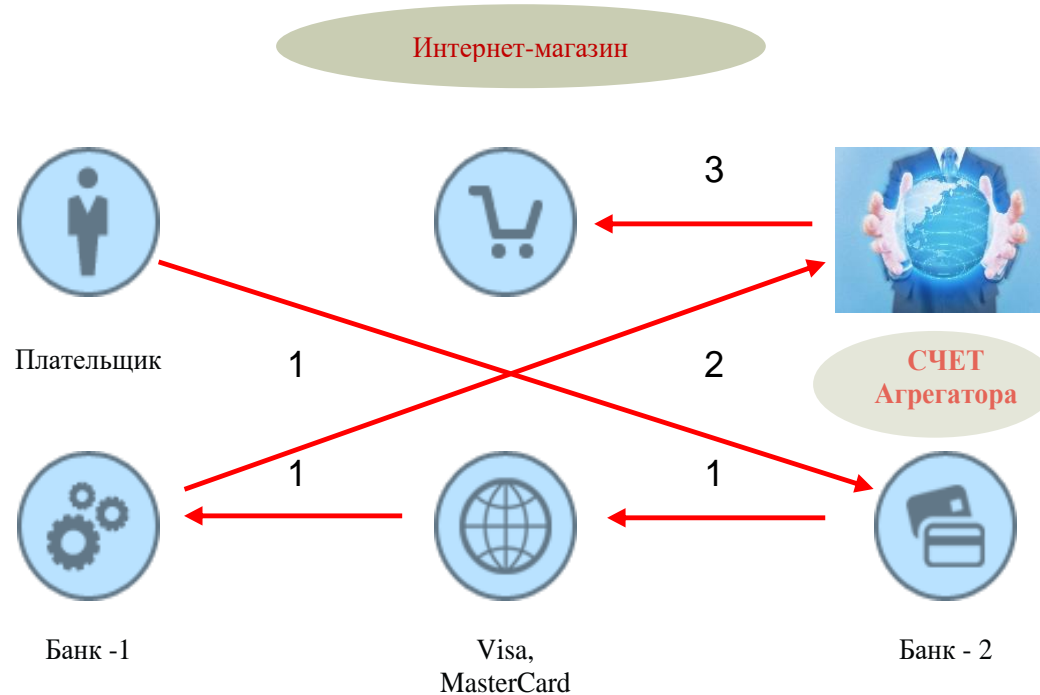 Интернет-магазин
3
Плательщик
1
2
СЧЕТ
Агрегатора
1
1
Банк -1
Visa,
MasterCard
Банк - 2